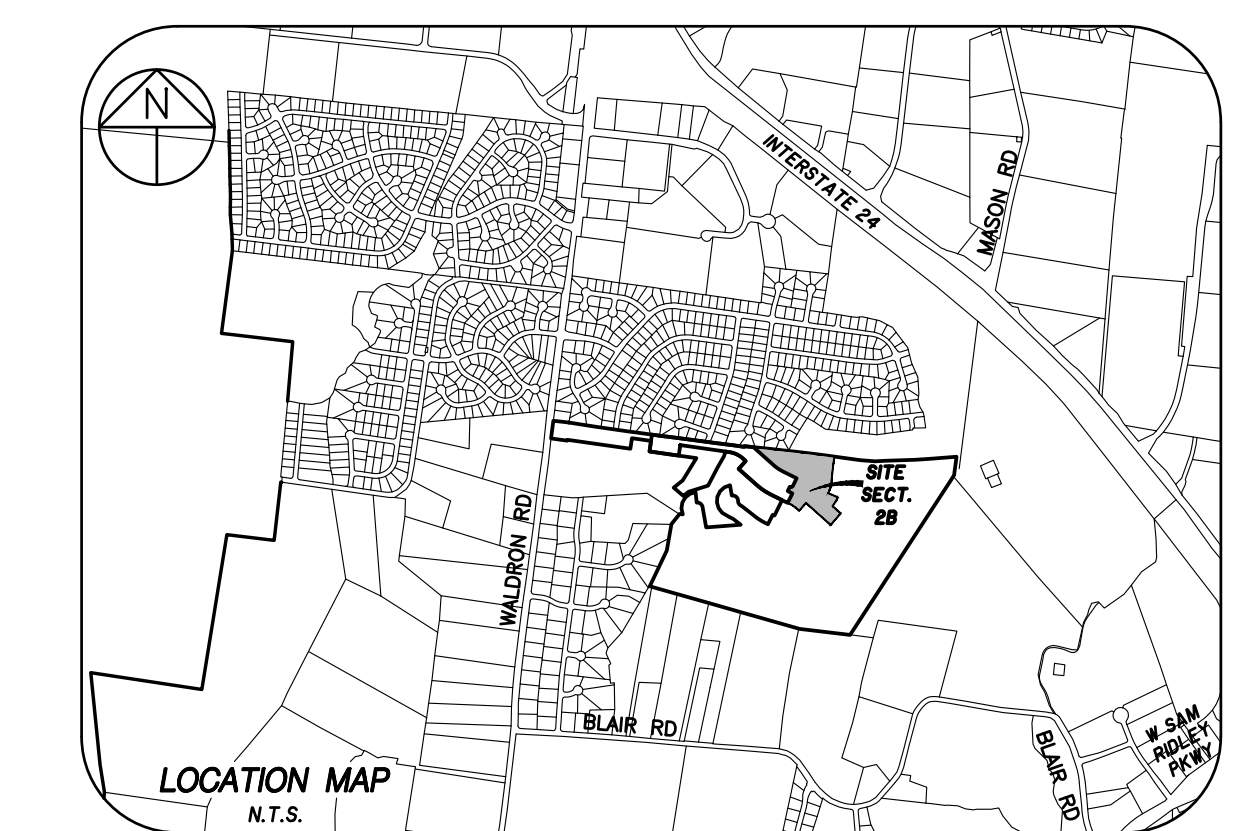 N
INTERSTATE 24
MASON RD
SITE
SECT.
2B
WALDRON RD
BLAIR RD
BLAIR RD
W SAM
RIDLEY
PKWY
LOCATION MAP
N.T.S.